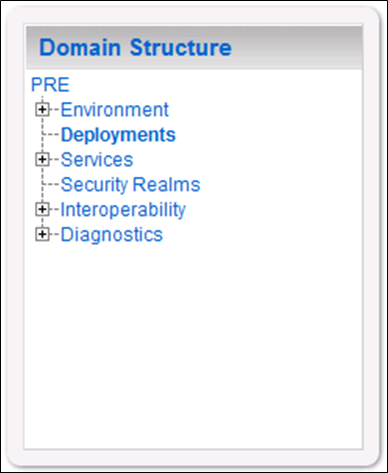 Domain Structure
PRE
Environment
Deployments
Services
Security Realms
Interoperability
Diagnostics